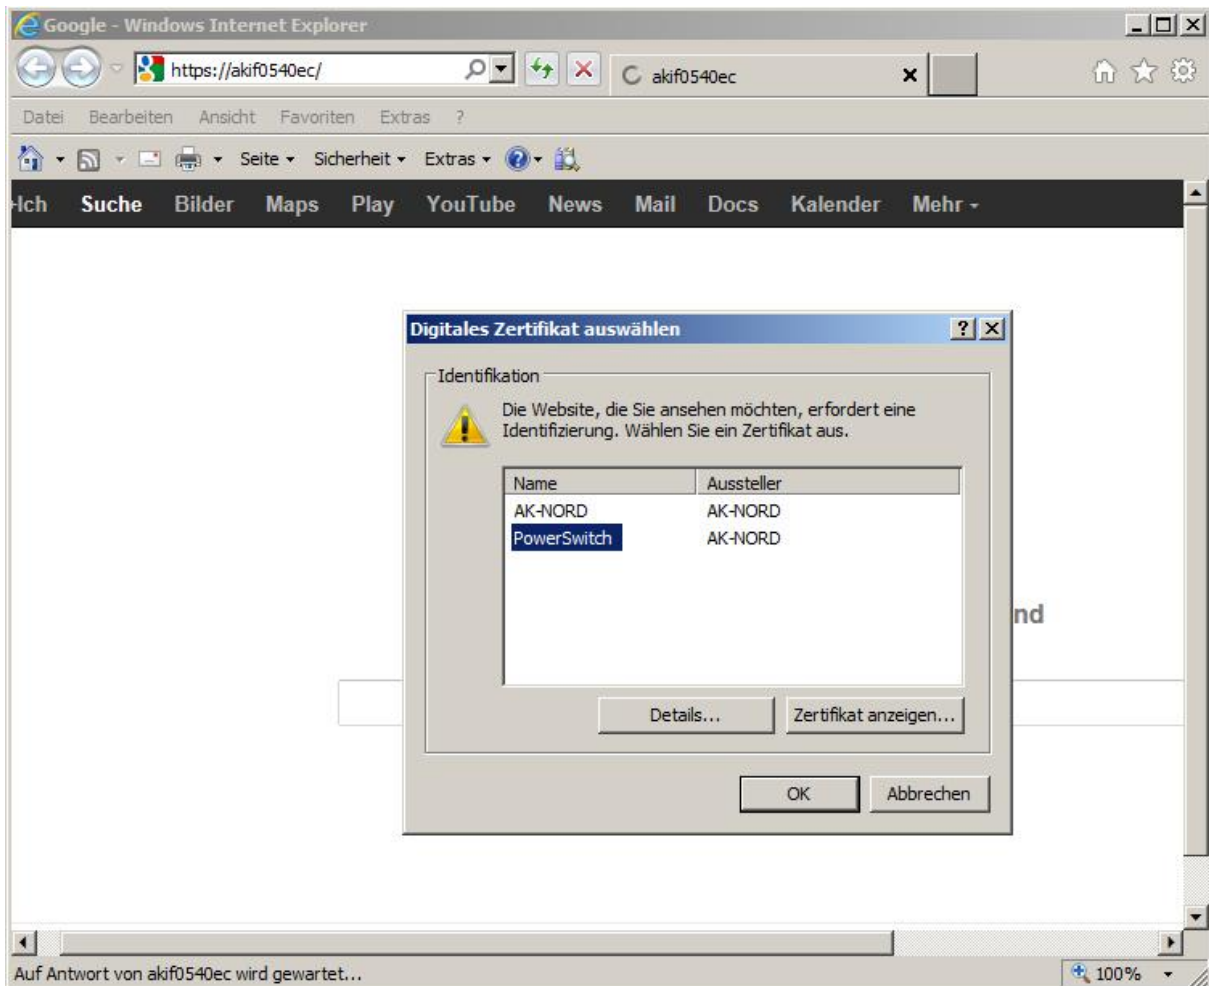 Google - Windows Internet Explorer
https://akif0540ec/
akif0540ec
Datei Bearbeiten Ansicht Favoriten Extras ?
Seite Sicherheit Extras
Ich Suche Bilder Maps Play YouTube News Mail Docs Kalender Mehr
Digitales Zertifikat auswählen
Identifikation
Die Website, die Sie ansehen möchten, erfordert eine
Identifizierung. Wählen Sie ein Zertifikat aus.
Name Aussteller
AK-NORD AK-NORD
PowerSwitch AK-NORD
nd
Details... Zertifikat anzeigen...
OK Abbrechen
Auf Antwort von akif0540ec wird gewartet... 100%